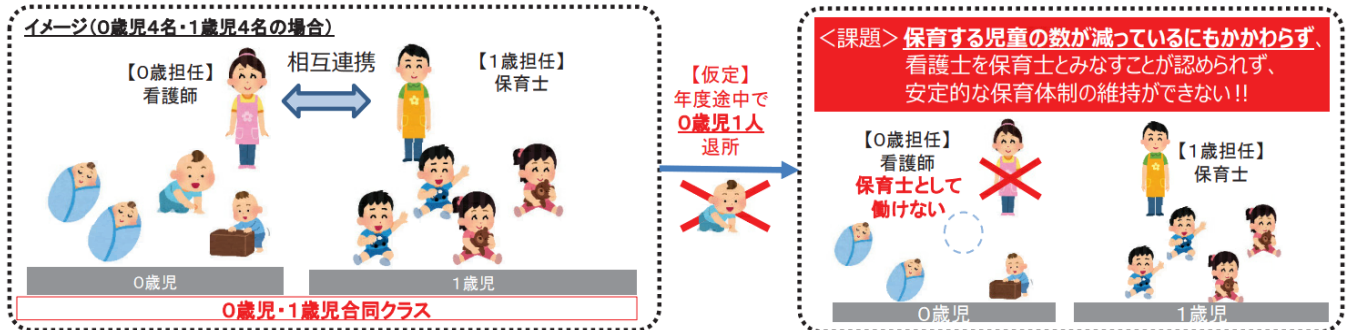 イメージ(0歳児4名・1歳児4名の場合)
【0歳担任】
看護師
相互連携
【1歳担任】
保育士
0歳児
1歳児
0歳児・1歳児合同クラス
【仮定】
年度途中で
0歳児1人
退所
<課題>保育する児童の数が減っているにもかかわらず、
看護士を保育士とみなすことが認められず、
安定的な保育体制の維持ができない!!
【0歳担任】
看護師
保育士として
働けない
【1歳担任】
保育士
0歳児
1歳児